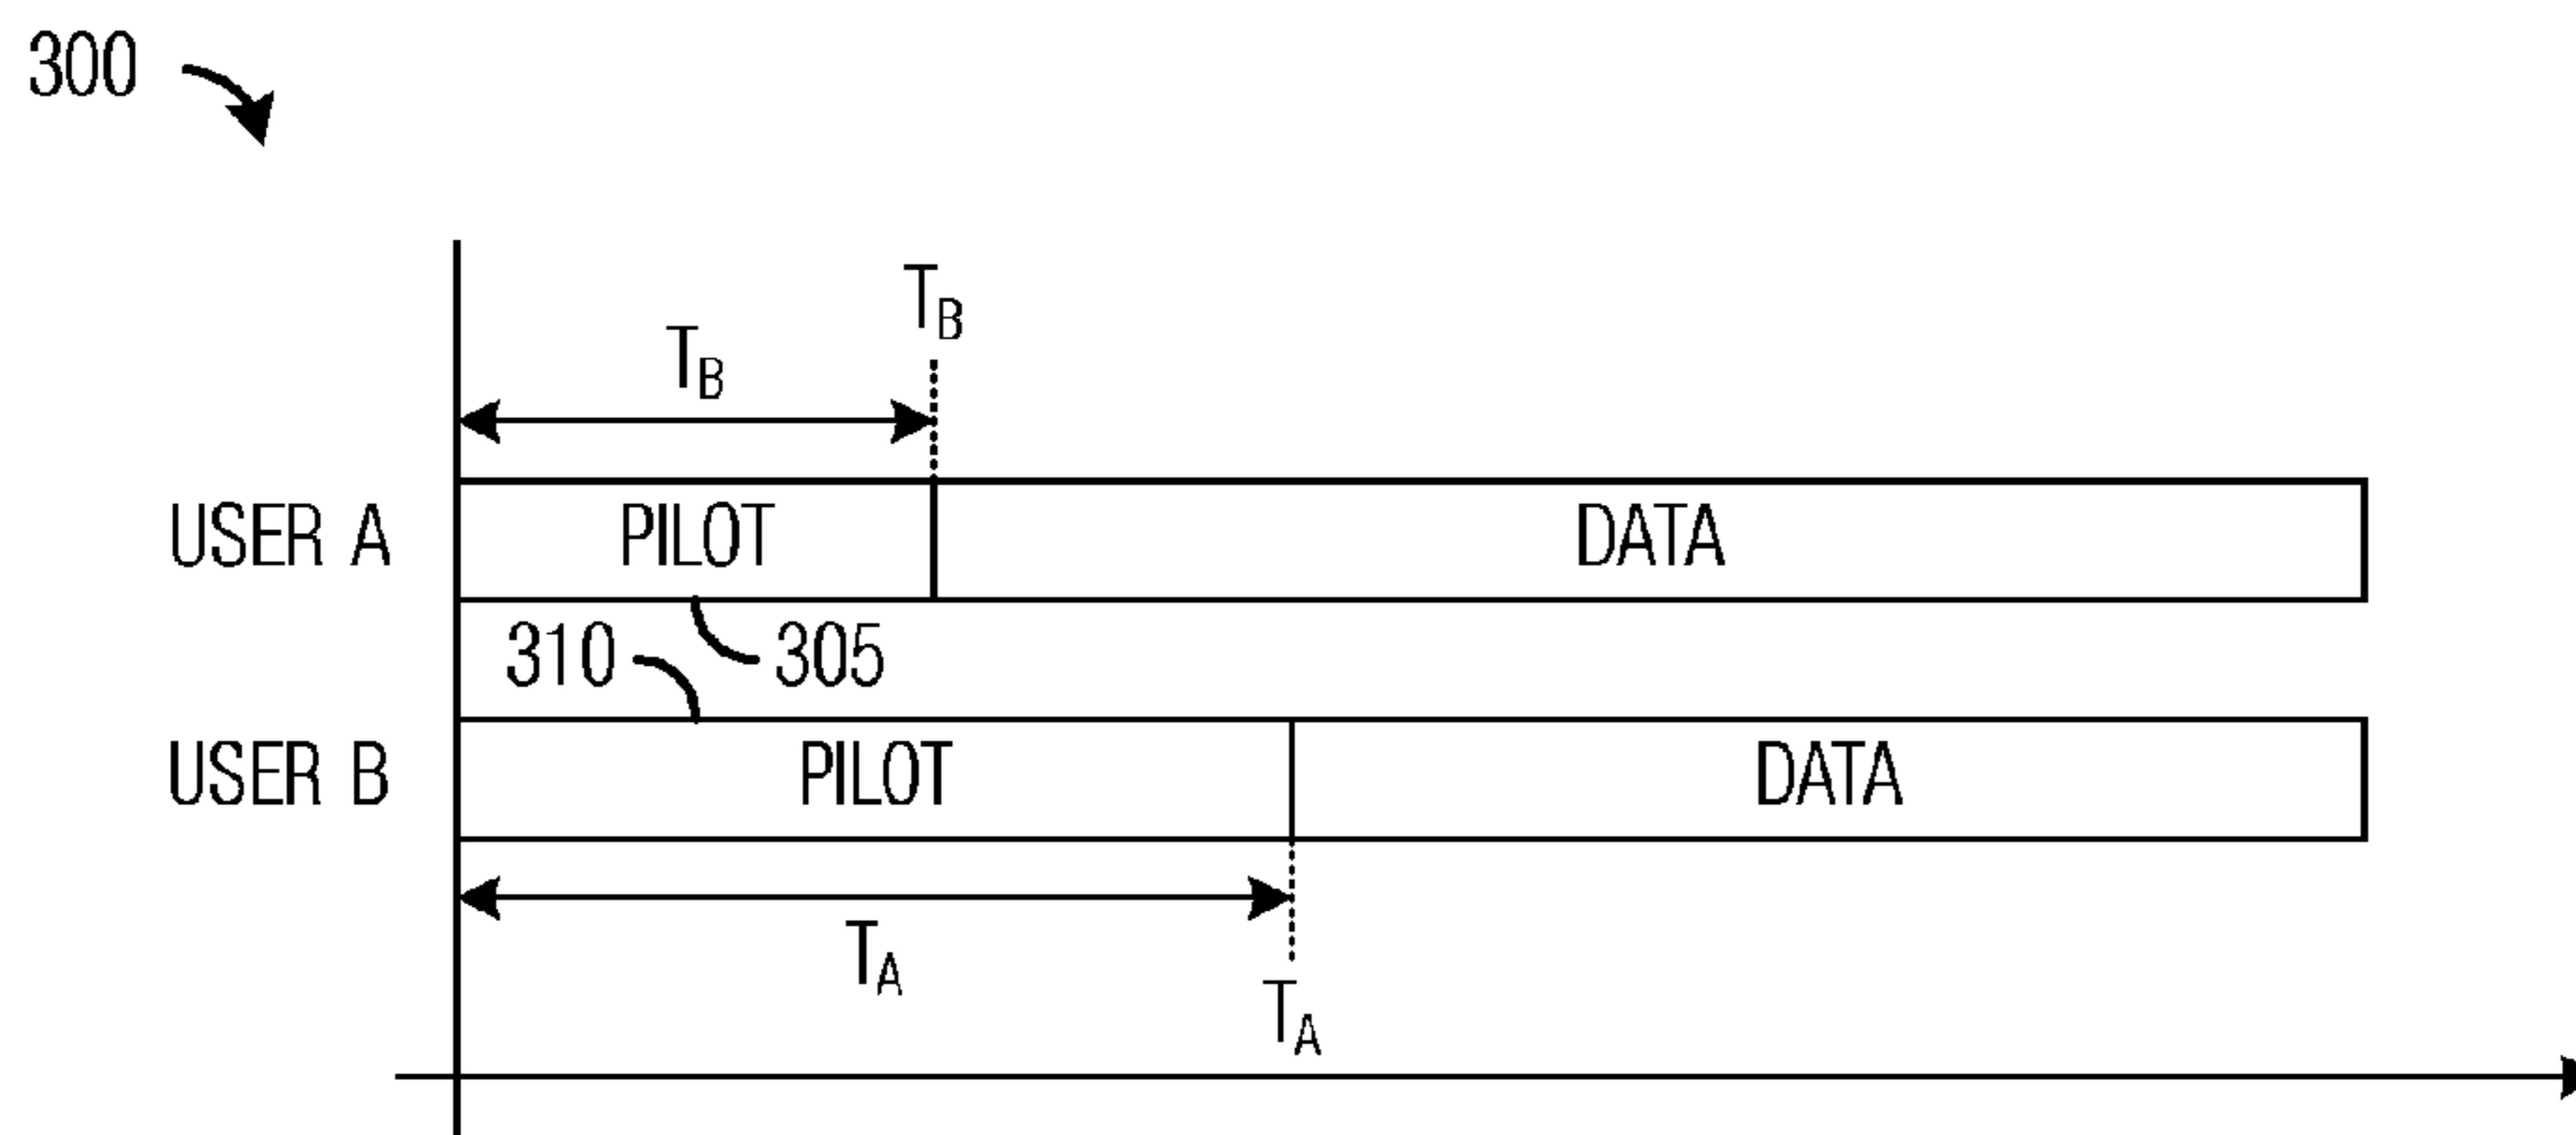 300
T_B
T_B
USER A PILOT DATA
310 305
USER B PILOT DATA
T_A
T_A